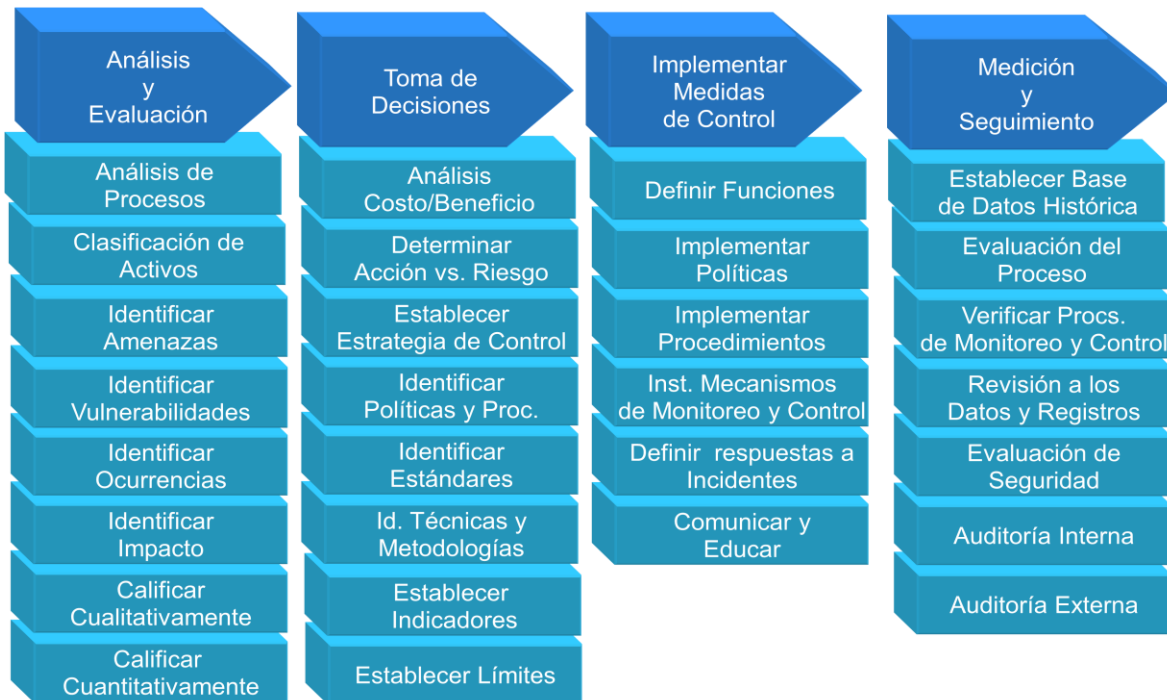 Análisis
y
Evaluación
Análisis de
Procesos
Clasificación de
Activos
Identificar
Amenazas
Identificar
Vulnerabilidades
Identificar
Ocurrencias
Identificar
Impacto
Calificar
Cualitativamente
Calificar
Cuantitativamente
Toma de
Decisiones
Análisis
Costo/Beneficio
Determinar
Acción vs. Riesgo
Establecer
Estrategia de Control
Identificar
Políticas y Proc.
Identificar
Estándares
Id. Técnicas y
Metodologías
Establecer
Indicadores
Establecer Límites
Implementar
Medidas
de Control
Definir Funciones
Implementar
Políticas
Implementar
Procedimientos
Inst. Mecanismos
de Monitoreo y Control
Definir respuestas a
Incidentes
Comunicar y
Educar
Medición
y
Seguimiento
Establecer Base
de Datos Histórica
Evaluación del
Proceso
Verificar Procs.
de Monitoreo y Control
Revisión a los
Datos y Registros
Evaluación de
Seguridad
Auditoría Interna
Auditoría Externa